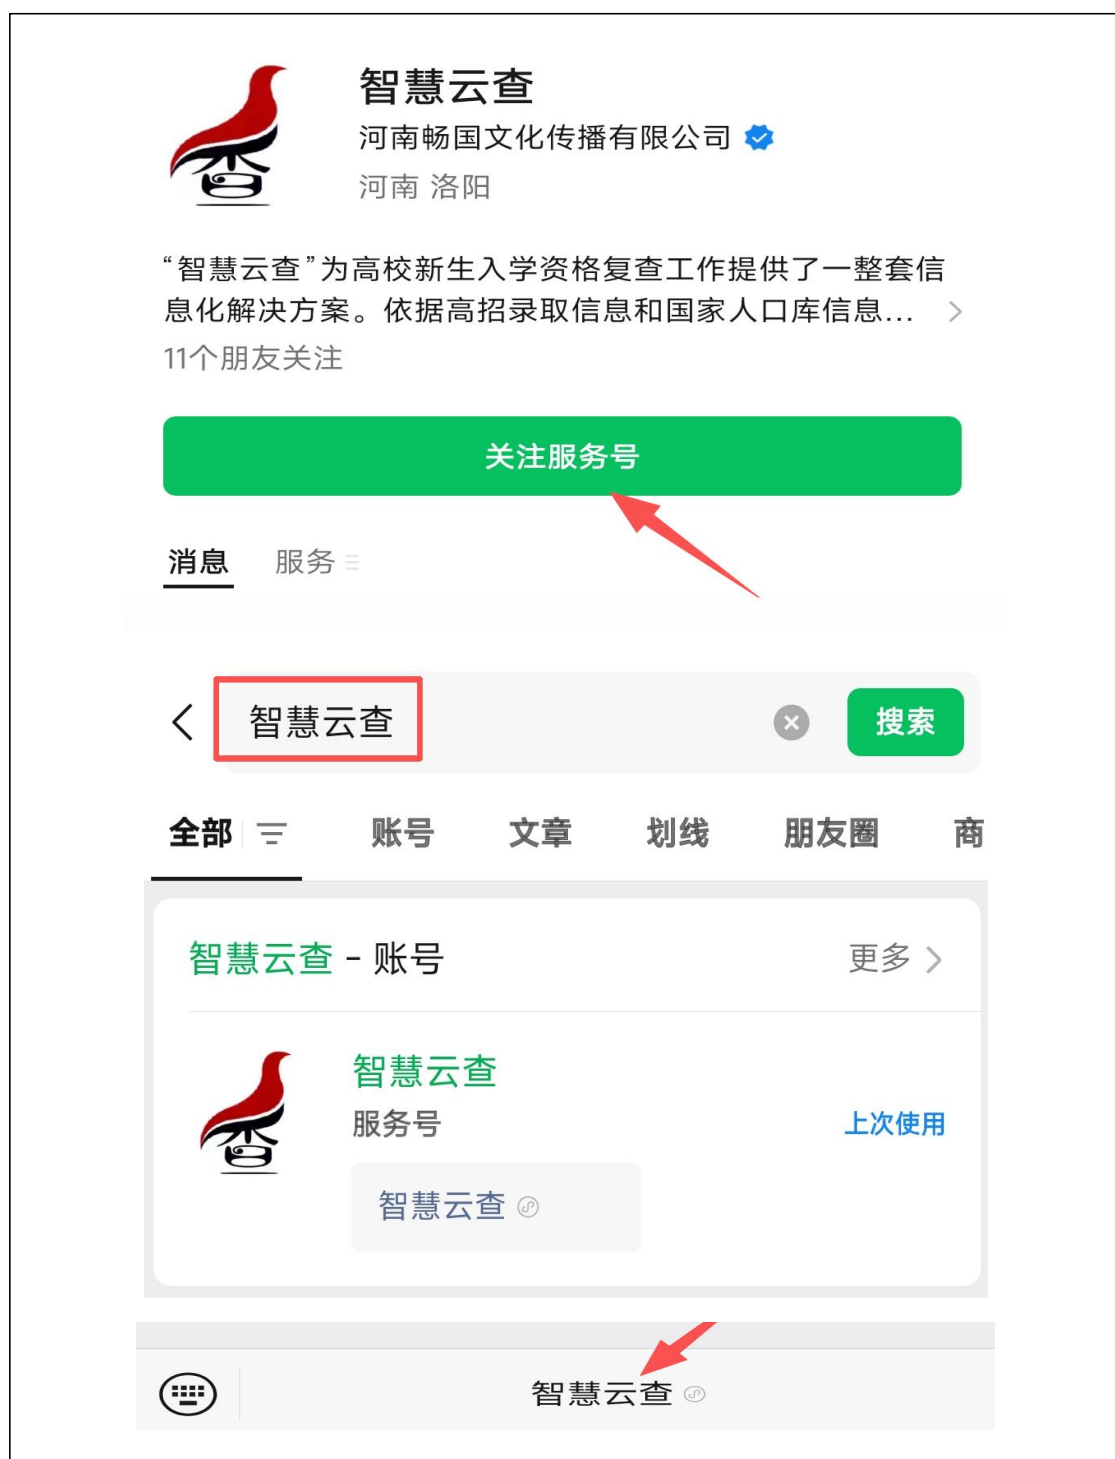 智慧云查
河南畅国文化传播有限公司
河南 洛阳
“智慧云查”为高校新生入学资格复查工作提供了一整套信
息化解决方案。依据高招录取信息和国家人口库信息...
11个朋友关注
关注服务号
消息 服务
智慧云查 搜索
全部 账号 文章 划线 朋友圈 商
智慧云查 - 账号 更多
智慧云查
服务号 上次使用
智慧云查
智慧云查